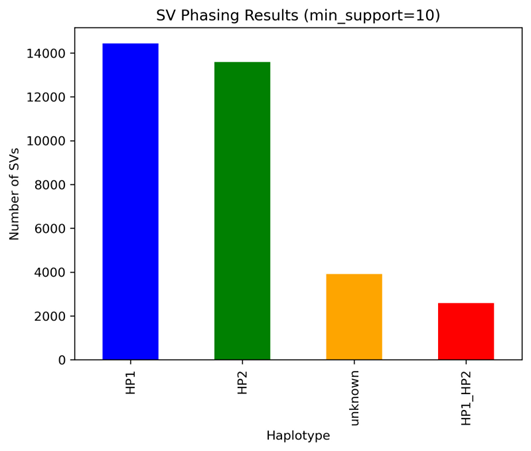 SV Phasing Results (min_support=10)
Number of SVs
14000
12000
10000
8000
6000
4000
2000
0
HP1
HP2
unknown
HP1_HP2
Haplotype